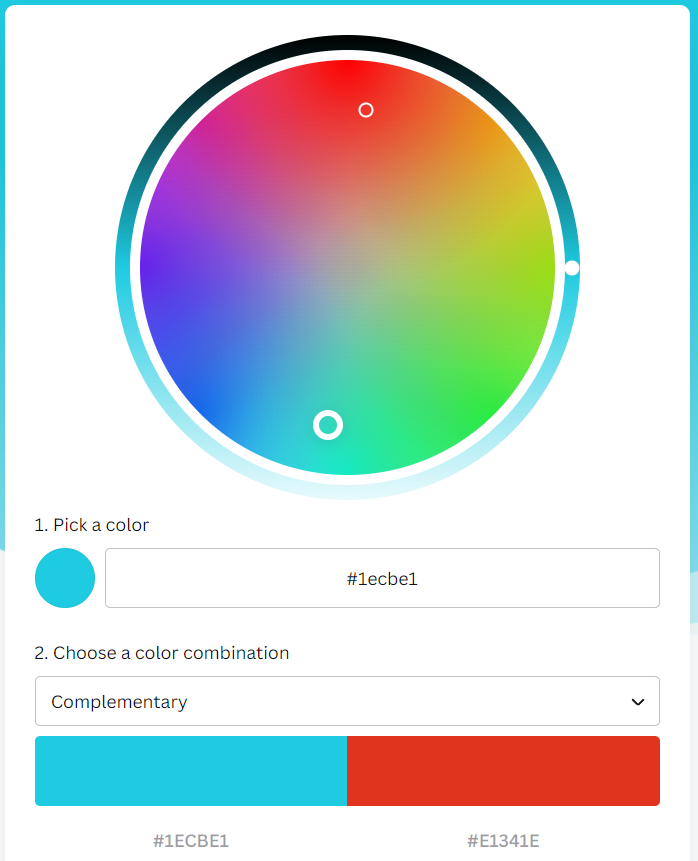 1. Pick a color
#1ecbe1
2. Choose a color combination
Complementary
#1ECBE1 #E1341E